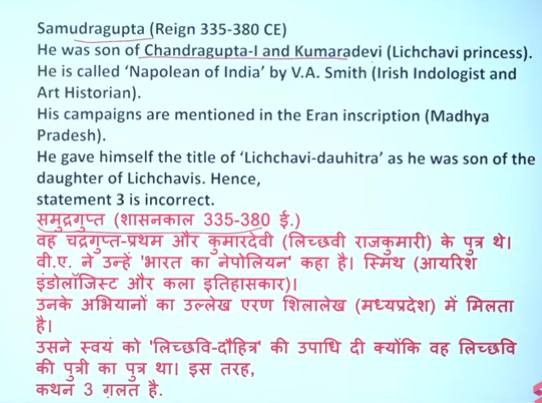 Samudragupta (Reign 335-380 CE)
He was son of Chandragupta-I and Kumaradevi (Lichchavi princess).
He is called ‘Napolean of India’ by V.A. Smith (Irish Indologist and
Art Historian).
His campaigns are mentioned in the Eran inscription (Madhya
Pradesh).
He gave himself the title of ‘Lichchavi-dauhitra’ as he was son of the
daughter of Lichchavis. Hence,
statement 3 is incorrect.
समुद्रगुप्त (शासनकाल 335-380 ई.)
वह चंद्रगुप्त-प्रथम और कुमारदेवी (लिच्छवी राजकुमारी) के पुत्र थे।
वी.ए. ने उन्हें 'भारत का नेपोलियन' कहा है। स्मिथ (आयरिश
इंडोलॉजिस्ट और कला इतिहासकार)।
उनके अभियानों का उल्लेख एरण शिलालेख (मध्यप्रदेश) में मिलता
है।
उसने स्वयं को 'लिच्छवि-दौहित्र' की उपाधि दी क्योंकि वह लिच्छवि
की पुत्री का पुत्र था। इस तरह,
कथन 3 ग़लत है.